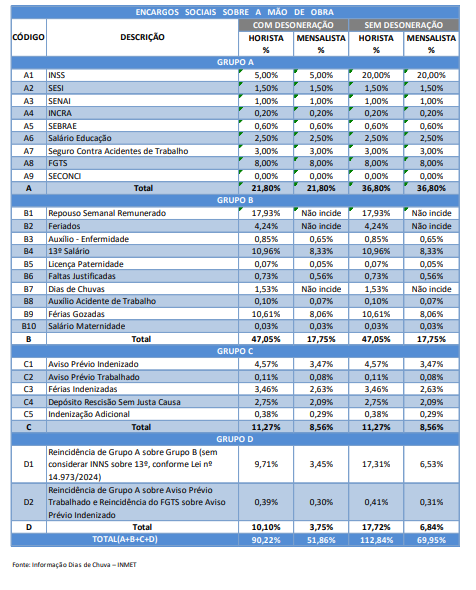 ENCARGOS SOCIAIS SOBRE A MÃO DE OBRA
CÓDIGO DESCRIÇÃO COM DESONERAÇÃO SEM DESONERAÇÃO
HORISTA MENSALISTA HORISTA MENSALISTA
% % % %
GRUPO A
A1 INSS 5,00% 5,00% 20,00% 20,00%
A2 SESI 1,50% 1,50% 1,50% 1,50%
A3 SENAI 1,00% 1,00% 1,00% 1,00%
A4 INCRA 0,20% 0,20% 0,20% 0,20%
A5 SEBRAE 0,60% 0,60% 0,60% 0,60%
A6 Salário Educação 2,50% 2,50% 2,50% 2,50%
A7 Seguro Contra Acidentes de Trabalho 3,00% 3,00% 3,00% 3,00%
A8 FGTS 8,00% 8,00% 8,00% 8,00%
A9 SECONCI 0,00% 0,00% 0,00% 0,00%
A Total 21,80% 21,80% 36,80% 36,80%
GRUPO B
B1 Repouso Semanal Remunerado 17,93% Não incide 17,93% Não incide
B2 Feriados 4,24% Não incide 4,24% Não incide
B3 Auxílio - Enfermidade 0,85% 0,65% 0,85% 0,65%
B4 13º Salário 10,96% 8,33% 10,96% 8,33%
B5 Licença Paternidade 0,07% 0,05% 0,07% 0,05%
B6 Faltas Justificadas 0,73% 0,56% 0,73% 0,56%
B7 Dias de Chuvas 1,53% Não incide 1,53% Não incide
B8 Auxílio Acidente de Trabalho 0,10% 0,07% 0,10% 0,07%
B9 Férias Gozadas 10,61% 8,06% 10,61% 8,06%
B10 Salário Maternidade 0,03% 0,03% 0,03% 0,03%
B Total 47,05% 17,75% 47,05% 17,75%
GRUPO C
C1 Aviso Prévio Indenizado 4,57% 3,47% 4,57% 3,47%
C2 Aviso Prévio Trabalhado 0,11% 0,08% 0,11% 0,08%
C3 Férias Indenizadas 3,46% 2,63% 3,46% 2,63%
C4 Depósito Rescisão Sem Justa Causa 2,75% 2,09% 2,75% 2,09%
C5 Indenização Adicional 0,38% 0,29% 0,38% 0,29%
C Total 11,27% 8,56% 11,27% 8,56%
GRUPO D
Reincidência de Grupo A sobre Grupo B (sem
D1 considerar INNS sobre 13º, conforme Lei nº 9,71% 3,45% 17,31% 6,53%
14.973/2024)
Reincidência de Grupo A sobre Aviso Prévio
D2 Trabalhado e Reincidência do FGTS sobre Aviso 0,39% 0,30% 0,41% 0,31%
Prévio Indenizado
D Total 10,10% 3,75% 17,72% 6,84%
TOTAL(A+B+C+D) 90,22% 51,86% 112,84% 69,95%
Fonte: Informação Dias de Chuva – INMET